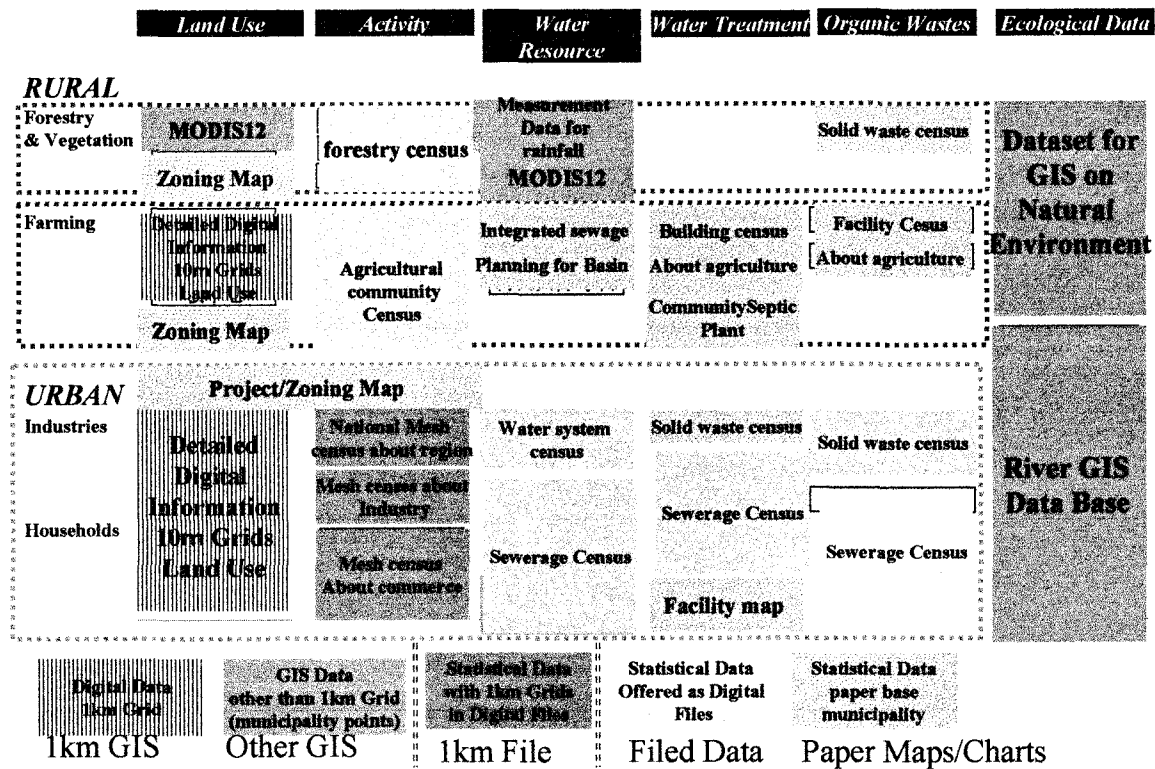 Land Use
Activity
Water
Resource
Water Treatment
Organic Wastes
Ecological Data
RURAL
Forestry
& Vegetation
MODIS12
Zoning Map
forestry census
Measurement
Data for
rainfall
MODIS12
Solid waste census
Dataset for
GIS on
Natural
Environment
Farming
Detailed Digital
Information
10m Grids
Land Use
Zoning Map
Agricultural
community
Census
Integrated sewage
Planning for Basin
Building census
About agriculture
CommunitySeptic
Plant
Facility Cesus
About agriculture
URBAN
Project/Zoning Map
Industries
Households
Detailed
Digital
Information
10m Grids
Land Use
National Mesh
census about region
Mesh censes about
Industry
Mesh census
About commerce
Water system
census
Sewerage Census
Solid waste census
Sewerage Census
Facility map
Solid waste census
Sewerage Census
River GIS
Data Base
Digital Data
1km Grid
1km GIS
GIS Data
other than 1km Grid
(municipality points)
Other GIS
Statistical Data
with 1km Grids
in Digital Files
1km File
Statistical Data
Offered as Digital
Files
Filed Data
Statistical Data
paper base
municipality
Paper Maps/Charts